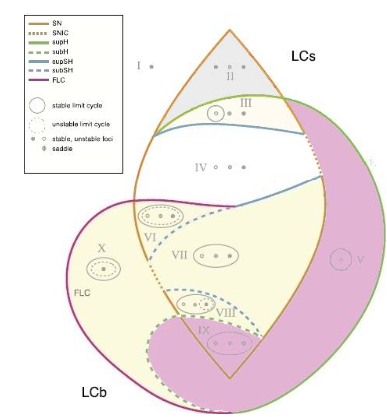 SN
SNIC
supH
subH
supSH
subSH
FLC
stable limit cycle
unstable limit cycle
stable, unstable foci
saddle
LCs
I
II
III
IV
V
VI
VII
X
FLC
VIII
IX
LCb